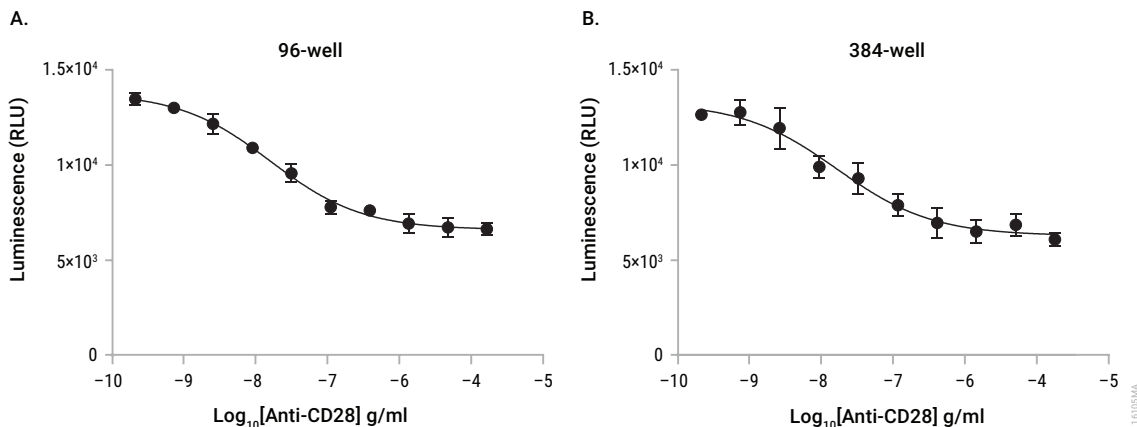 A.
96-well
Luminescence (RLU)
1.5×10⁴
1×10⁴
5×10³
0
−10 −9 −8 −7 −6 −4 −5
Log₁₀[Anti-CD28] g/ml
B.
384-well
Luminescence (RLU)
1.5×10⁴
1×10⁴
5×10³
0
−10 −9 −8 −7 −6 −4 −5
Log₁₀[Anti-CD28] g/ml
16105MA